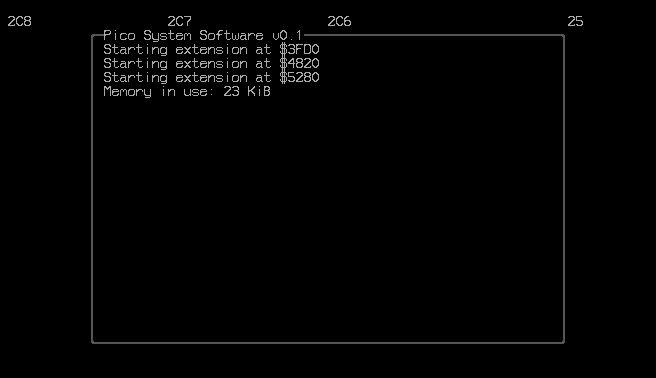 2C8 2C7 2C6 25
Pico System Software v0.1
Starting extension at $3FD0
Starting extension at $4820
Starting extension at $5280
Memory in use: 23 KiB